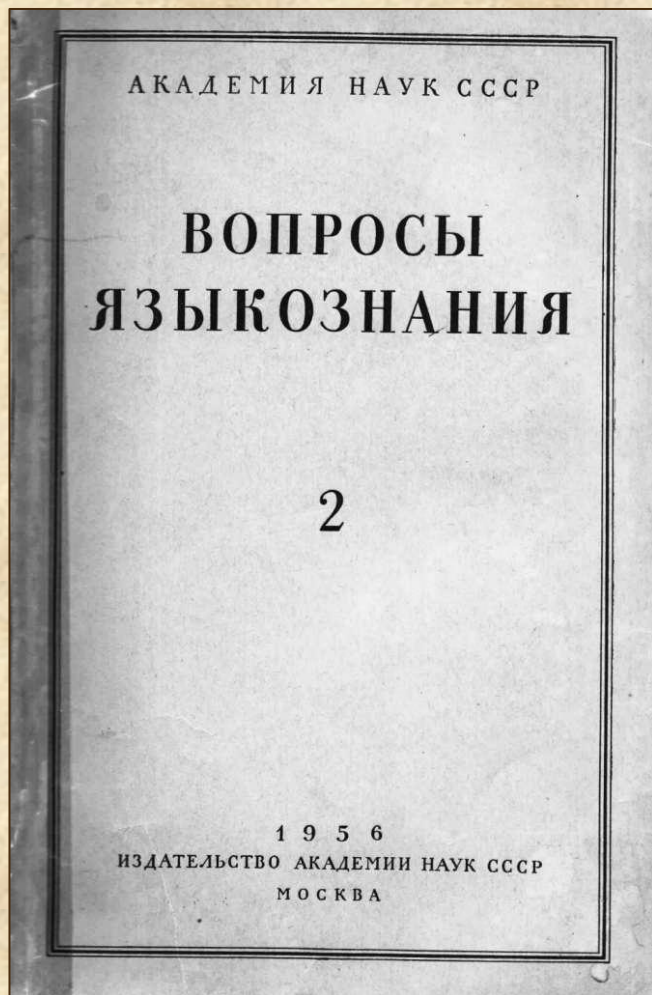 АКАДЕМИЯ НАУК СССР
ВОПРОСЫ
ЯЗЫКОЗНАНИЯ
2
1956
ИЗДАТЕЛЬСТВО АКАДЕМИИ НАУК СССР
МОСКВА